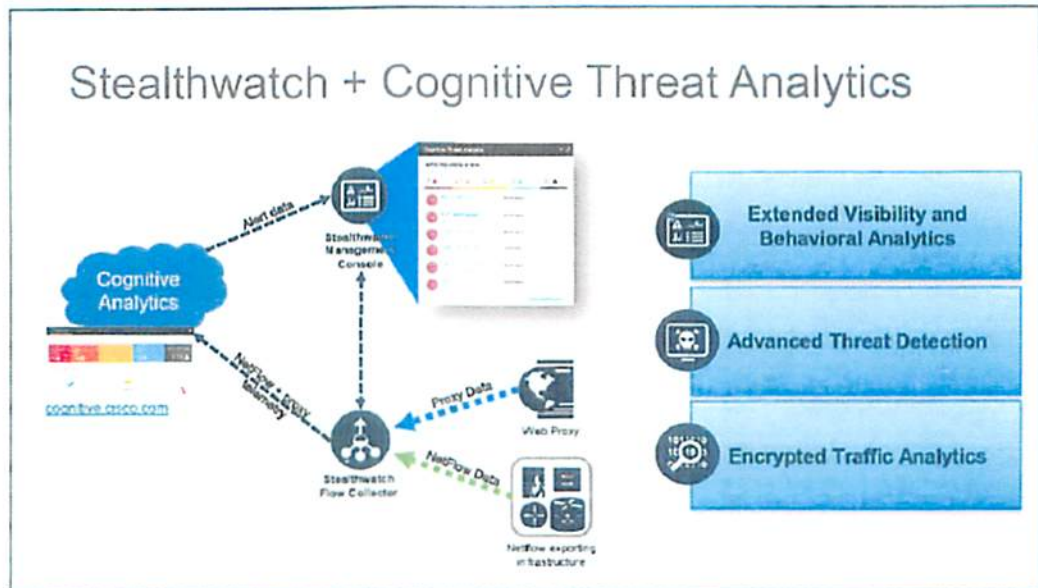 Stealthwatch + Cognitive Threat Analytics
Alert data
Stealthwatch
Management
Console
Cognitive
Analytics
NetFlow + proxy
telemetry
cognitive.cisco.com
Proxy Data
Web Proxy
NetFlow Data
Stealthwatch
Flow Collector
Netflow exporting
infrastructure
Extended Visibility and
Behavioral Analytics
Advanced Threat Detection
Encrypted Traffic Analytics